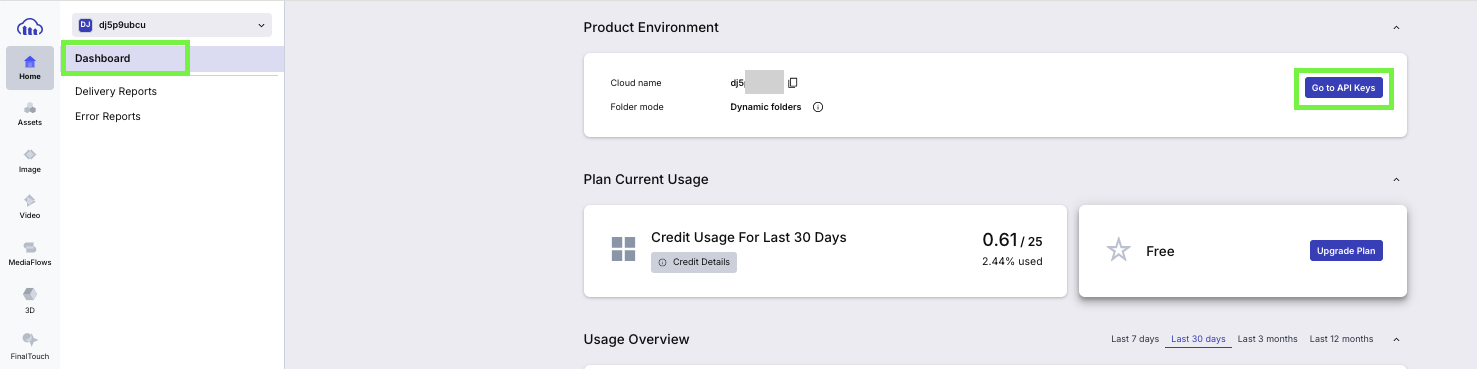 DJ dj5p9ubcu
Dashboard
Delivery Reports
Error Reports
Home
Assets
Image
Video
MediaFlows
3D
FinalTouch
Product Environment
Cloud name dj5
Folder mode Dynamic folders
Go to API Keys
Plan Current Usage
Credit Usage For Last 30 Days
Credit Details
0.61 / 25
2.44% used
Free
Upgrade Plan
Usage Overview
Last 7 days Last 30 days Last 3 months Last 12 months